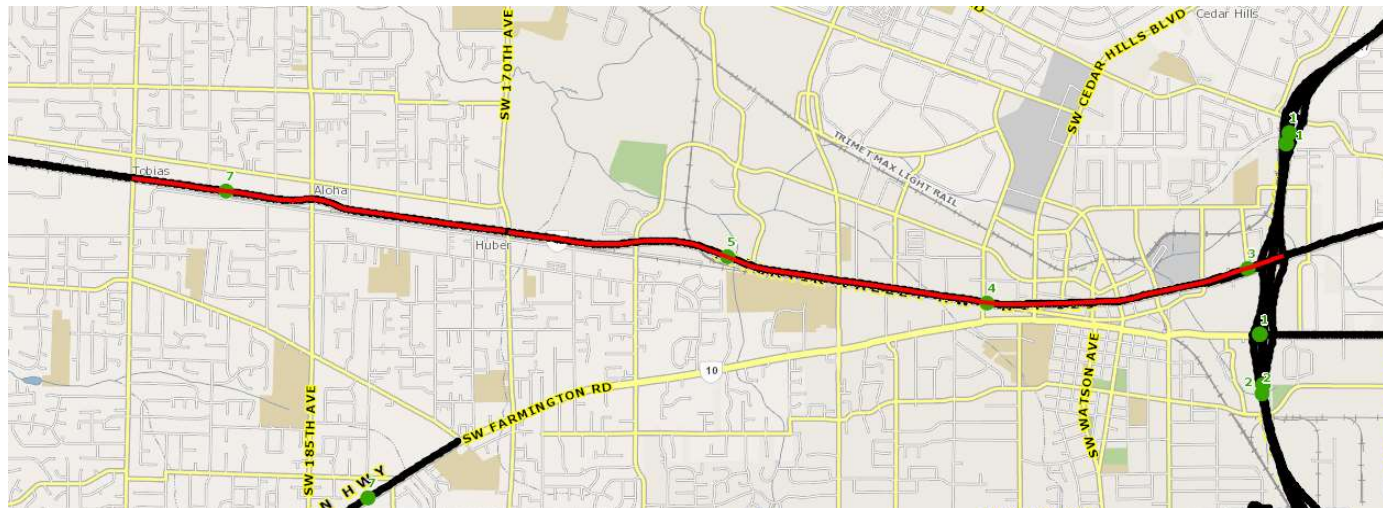 SW 170TH AVE
SW CEDAR HILLS BLVD
Cedar Hills
1
1
TRIMET MAX LIGHT RAIL
Tobias
7
Aloha
Huber
5
3
4
1
10
2
2
SW WATSON AVE
SW FARMINGTON RD
SW 185TH AVE
N HWY